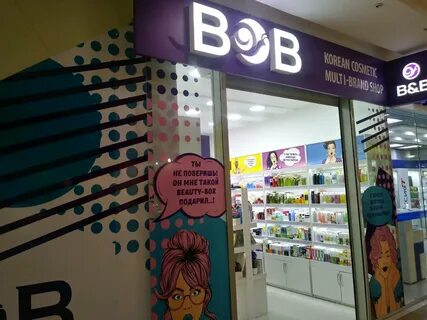 B&B
KOREAN COSMETIC
MULTI-BRAND SHOP
B&B
ТЫ
НЕ ПОВЕРИШЬ!
ОН МНЕ ТАКОЙ
BEAUTY-BOX
ПОДАРИЛ...!
B